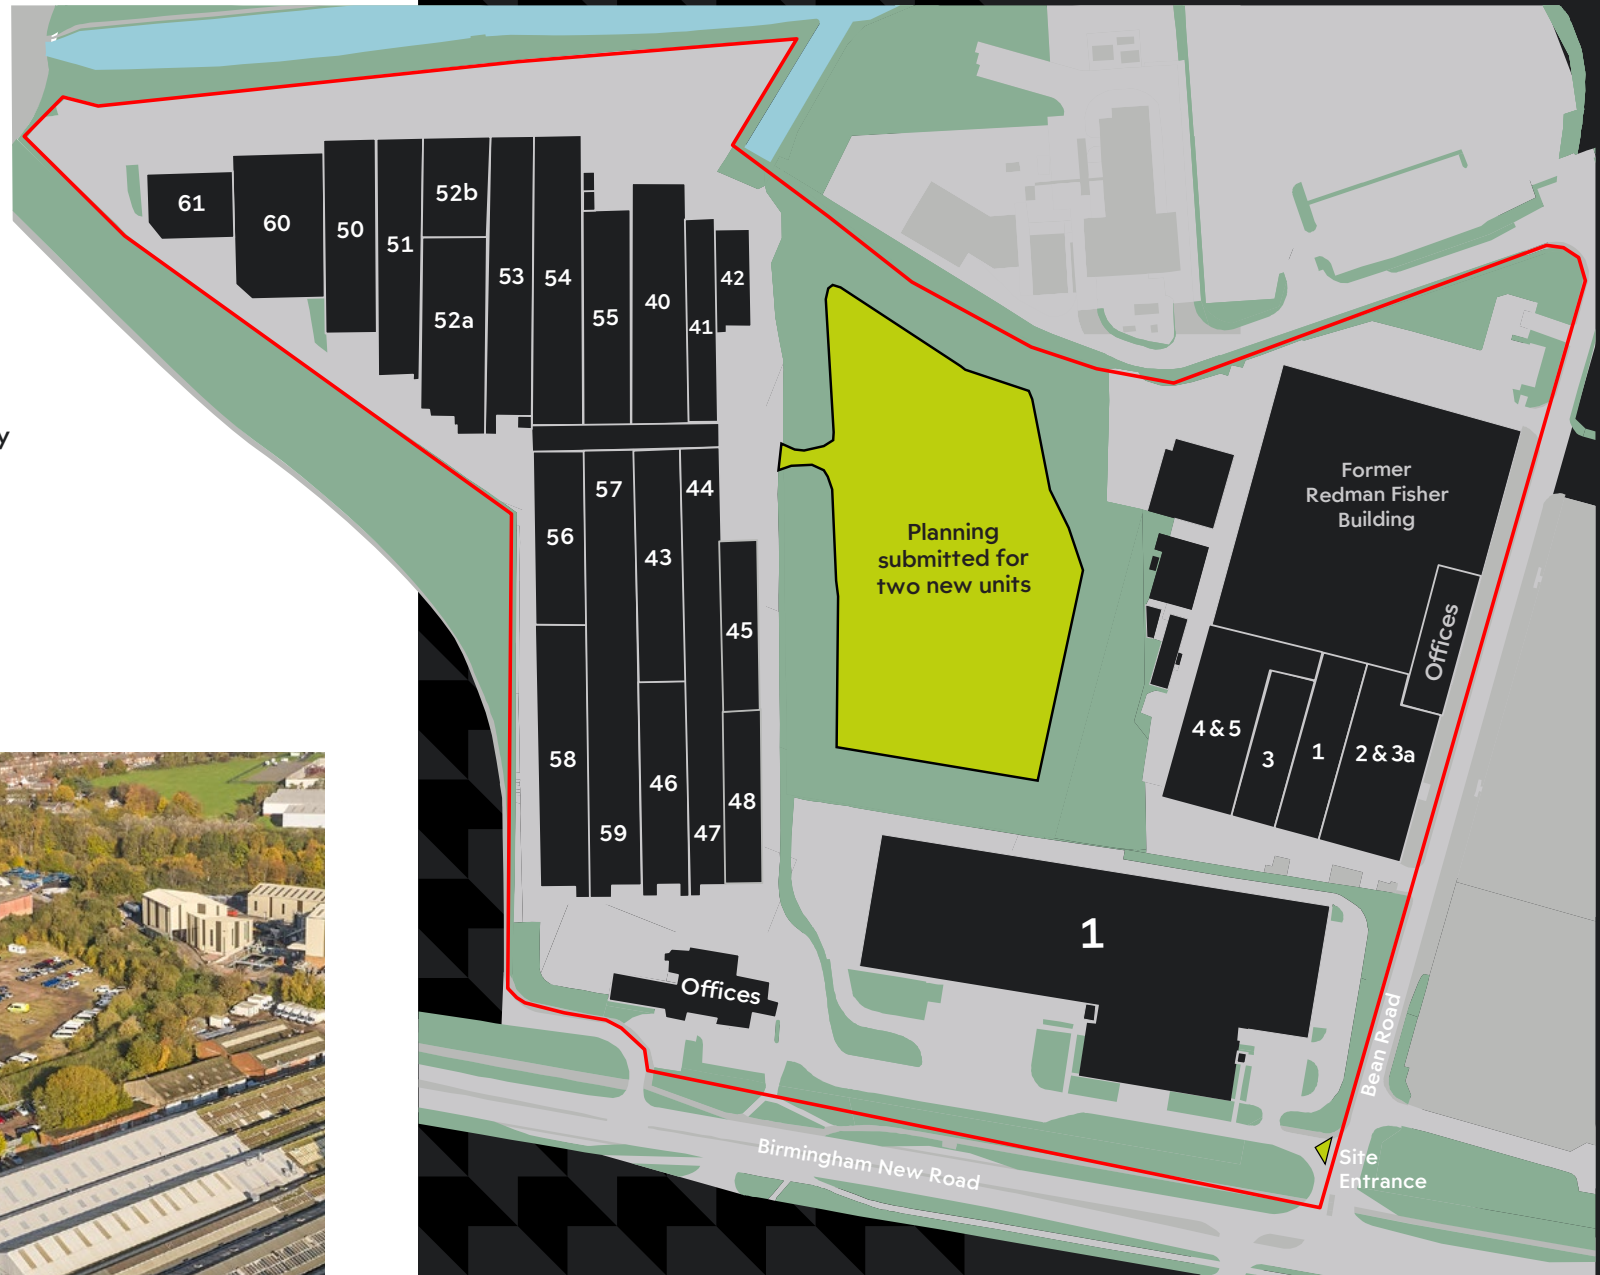 y
61
60
50
51
52b
52a
53
54
55
40
41
42
56
57
43
44
45
58
59
46
47
48
Planning
submitted for
two new units
Former
Redman Fisher
Building
Offices
4 & 5
3
1
2 & 3a
1
Offices
Bean Road
Birmingham New Road
Site
Entrance